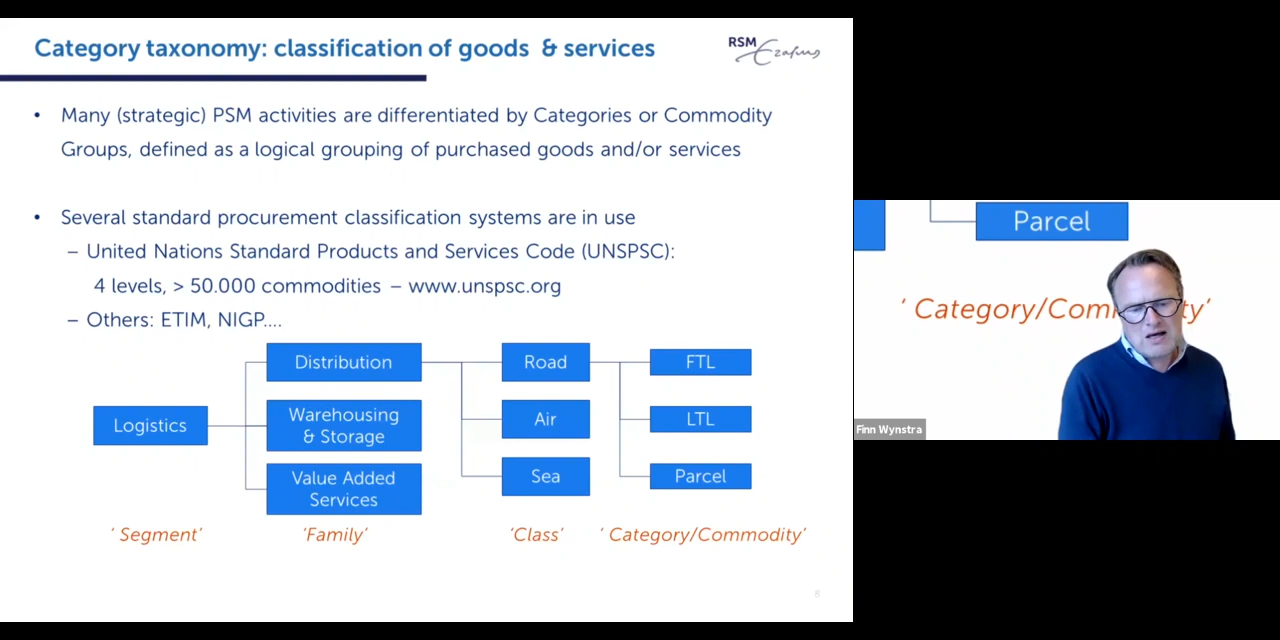 Category taxonomy: classification of goods & services
RSM
Erasmus
• Many (strategic) PSM activities are differentiated by Categories or Commodity
Groups, defined as a logical grouping of purchased goods and/or services
• Several standard procurement classification systems are in use
– United Nations Standard Products and Services Code (UNSPSC):
4 levels, > 50.000 commodities – www.unspsc.org
– Others: ETIM, NIGP....
Logistics
Distribution
Warehousing
& Storage
Value Added
Services
Road
Air
Sea
FTL
LTL
Parcel
' Segment'
'Family'
'Class'
' Category/Commodity'
8
Parcel
' Category/Com
y'
Finn Wynstra